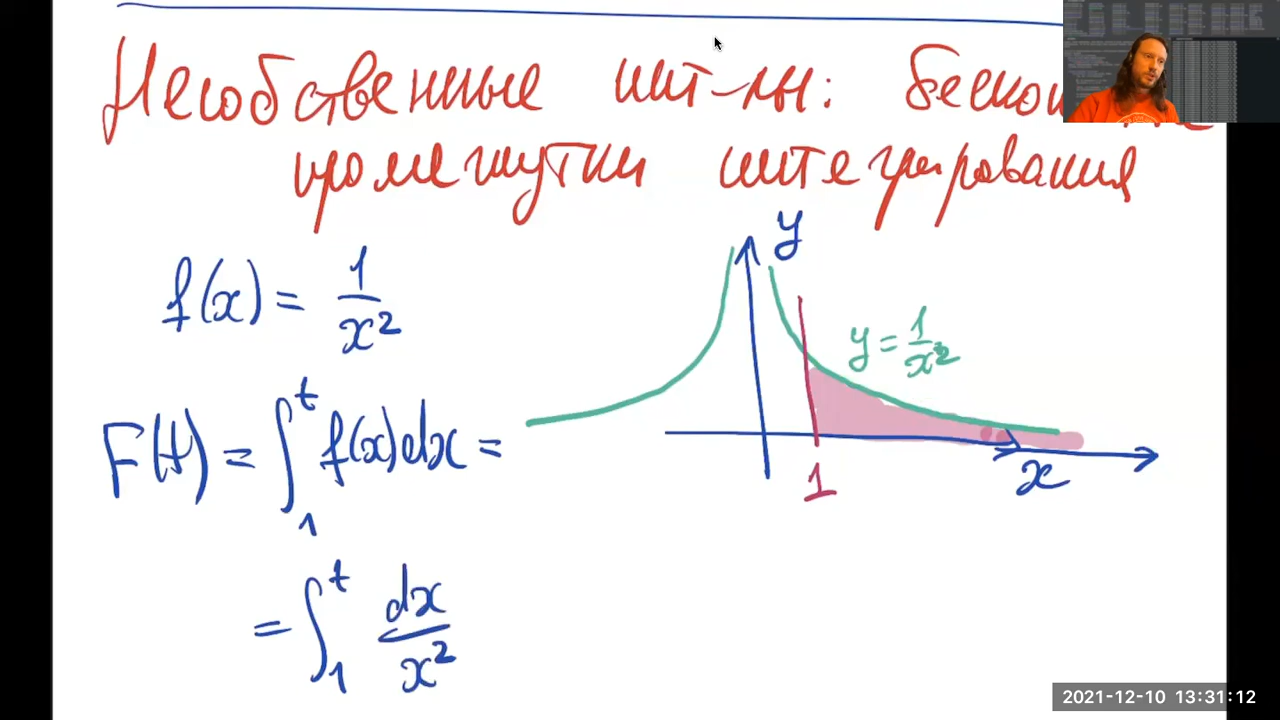 Несобственные инт-лы:
промежутки интегрирования
y
f(x) = 1/x²
y = 1/x²
F(t) = ∫₁ᵗ f(x)dx =
1
x
= ∫₁ᵗ dx/x²
2021-12-10 13:31:12